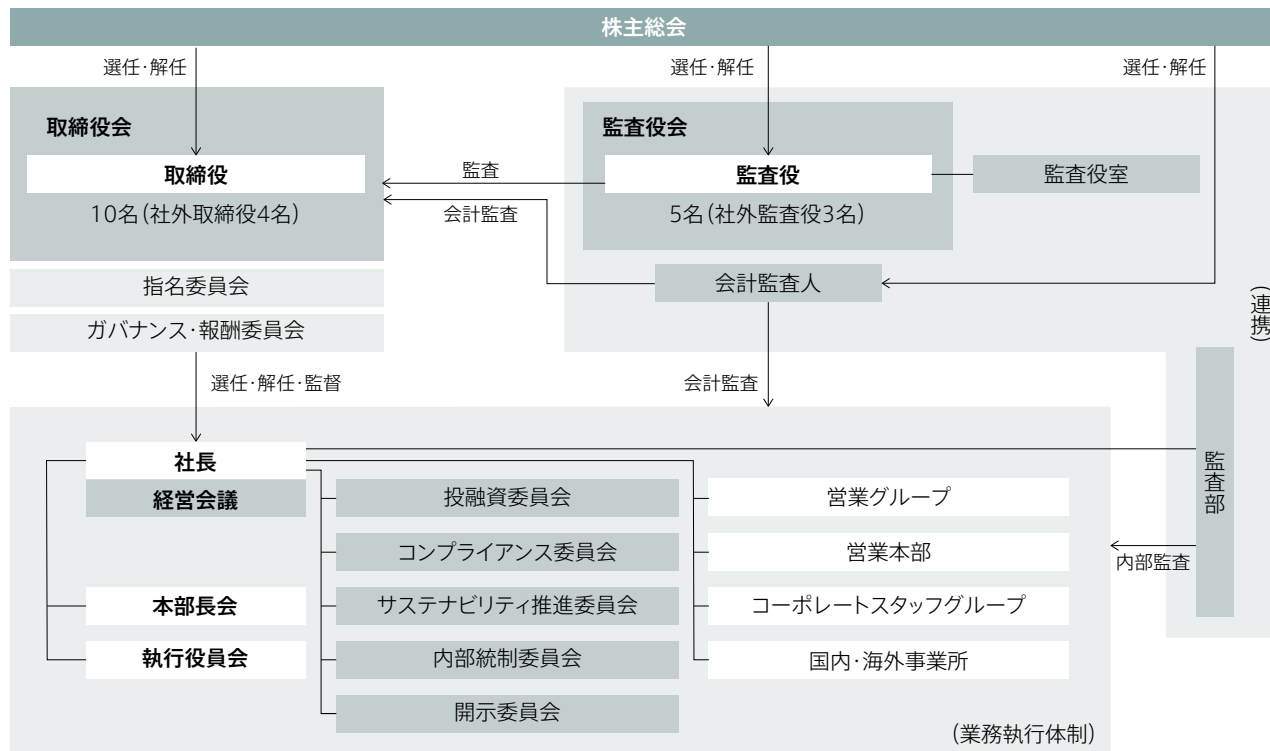 株主総会
選任・解任
選任・解任
選任・解任
取締役会
取締役
10名(社外取締役4名)
監査
会計監査
監査役会
監査役
5名(社外監査役3名)
監査役室
会計監査人
指名委員会
ガバナンス・報酬委員会
(連携)
選任・解任・監督
会計監査
社長
経営会議
本部長会
執行役員会
投融資委員会
コンプライアンス委員会
サステナビリティ推進委員会
内部統制委員会
開示委員会
営業グループ
営業本部
コーポレートスタッフグループ
国内・海外事業所
内部監査
監査部
(業務執行体制)